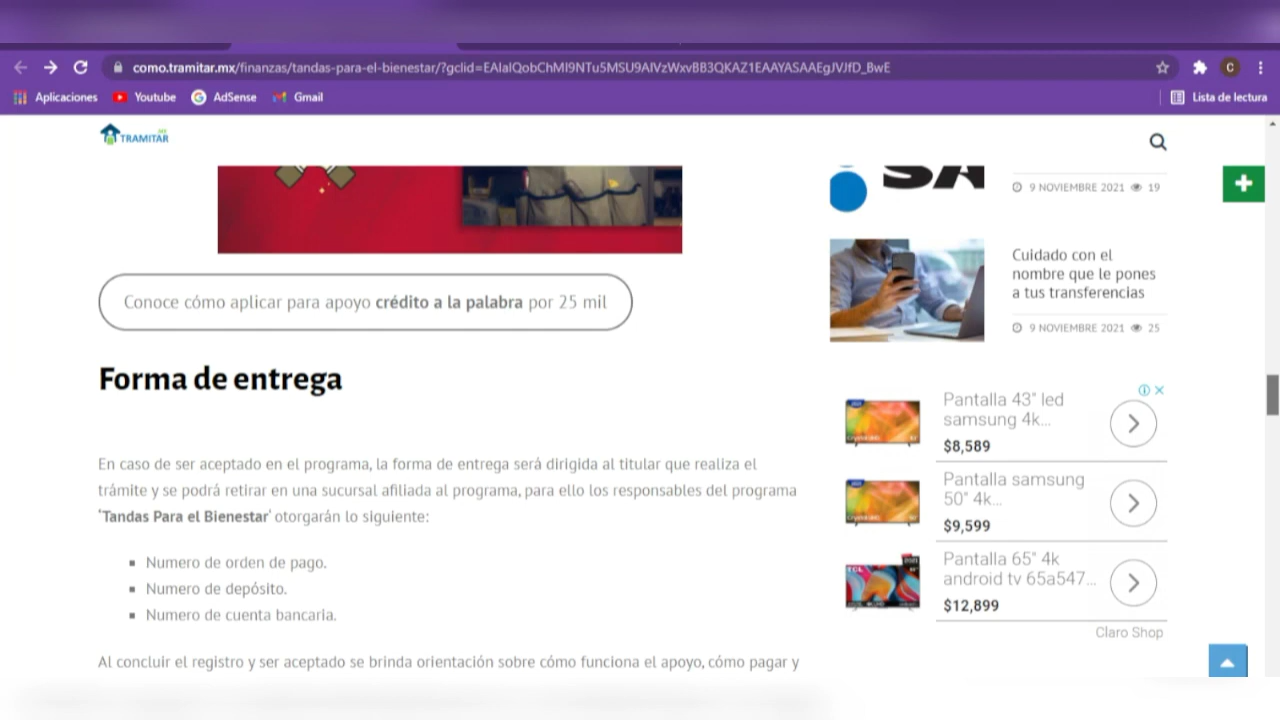 como.tramitar.mx/finanzas/tandas-para-el-bienestar/?gclid=EAIaIQobChMI9NTu5MSU9AIVzWxvBB3QKAZ1EAAYASAAEgJVJfD_BwE
C
Aplicaciones Youtube AdSense Gmail Lista de lectura
TRAMITAR
9 NOVIEMBRE 2021 19
Conoce cómo aplicar para apoyo crédito a la palabra por 25 mil
Cuidado con el
nombre que le pones
a tus transferencias
9 NOVIEMBRE 2021 25
Forma de entrega
En caso de ser aceptado en el programa, la forma de entrega será dirigida al titular que realiza el
trámite y se podrá retirar en una sucursal afiliada al programa, para ello los responsables del programa
'Tandas Para el Bienestar' otorgarán lo siguiente:
Numero de orden de pago.
Numero de depósito.
Numero de cuenta bancaria.
Al concluir el registro y ser aceptado se brinda orientación sobre cómo funciona el apoyo, cómo pagar y
Pantalla 43" led
samsung 4k...
$8,589
Pantalla samsung
50" 4k...
$9,599
Pantalla 65" 4k
android tv 65a547...
$12,899
Claro Shop